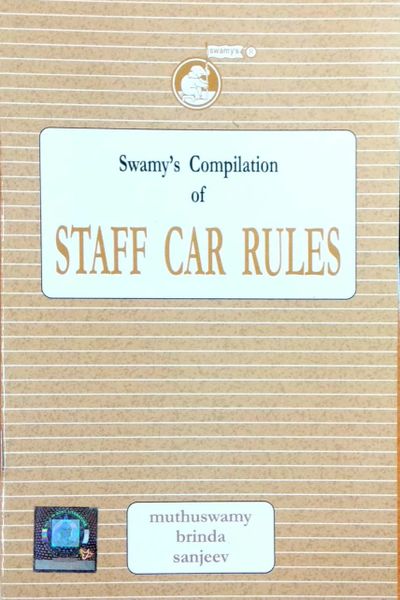 swamy's ®
Swamy's Compilation
of
STAFF CAR RULES
muthuswamy
brinda
sanjeev